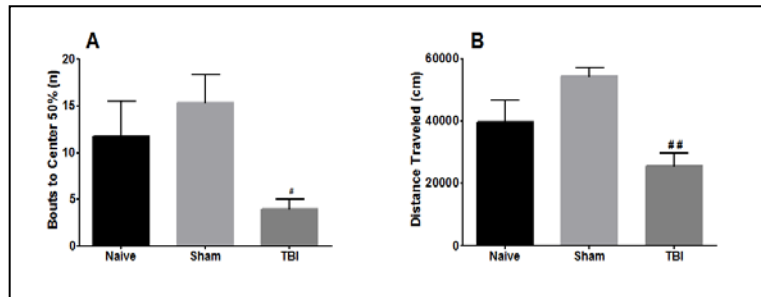 A
Bouts to Center 50% (n)
20
15
10
5
0
#
Naive
Sham
TBI
B
Distance Traveled (cm)
60000
40000
20000
0
##
Naive
Sham
TBI